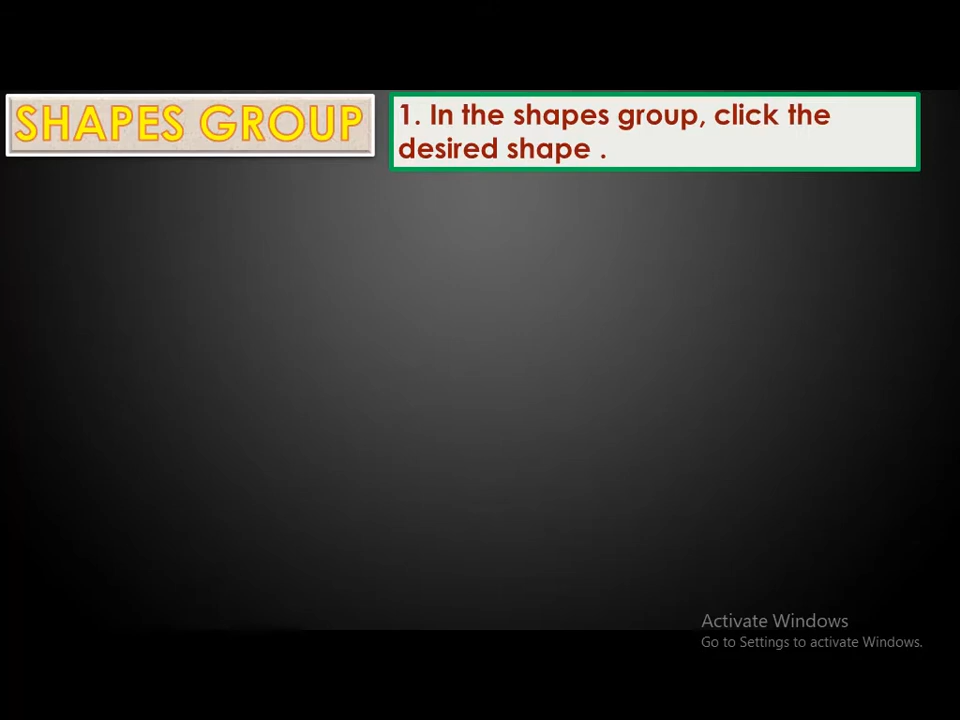 SHAPES GROUP
1. In the shapes group, click the
desired shape .
Activate Windows
Go to Settings to activate Windows.